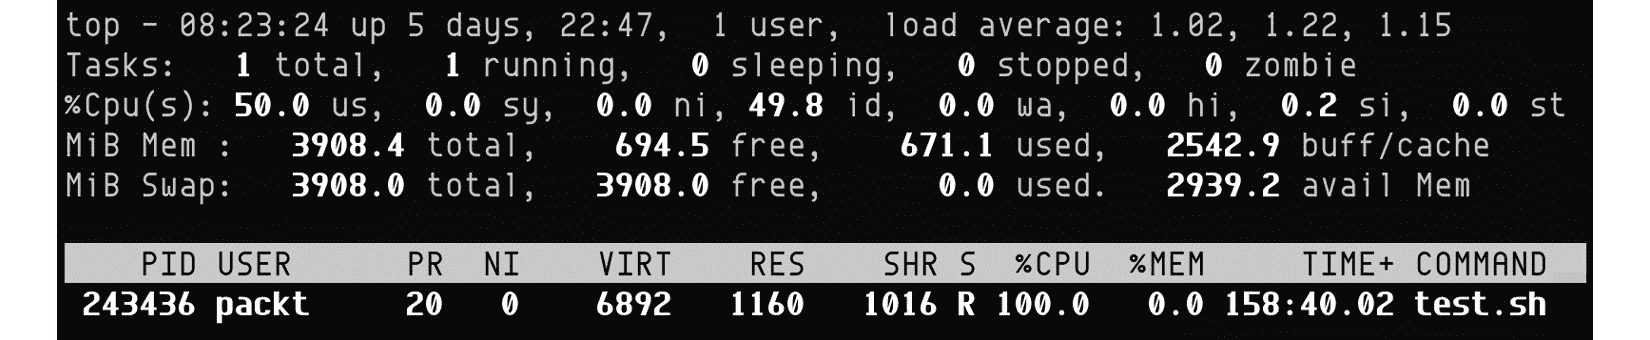 top - 08:23:24 up 5 days, 22:47,  1 user,  load average: 1.02, 1.22, 1.15
Tasks:   1 total,   1 running,   0 sleeping,   0 stopped,   0 zombie
%Cpu(s): 50.0 us,  0.0 sy,  0.0 ni, 49.8 id,  0.0 wa,  0.0 hi,  0.2 si,  0.0 st
MiB Mem :   3908.4 total,    694.5 free,    671.1 used,   2542.9 buff/cache
MiB Swap:   3908.0 total,   3908.0 free,      0.0 used.   2939.2 avail Mem
PID USER      PR  NI    VIRT    RES    SHR S  %CPU  %MEM     TIME+ COMMAND
243436 packt     20   0    6892   1160   1016 R 100.0   0.0 158:40.02 test.sh